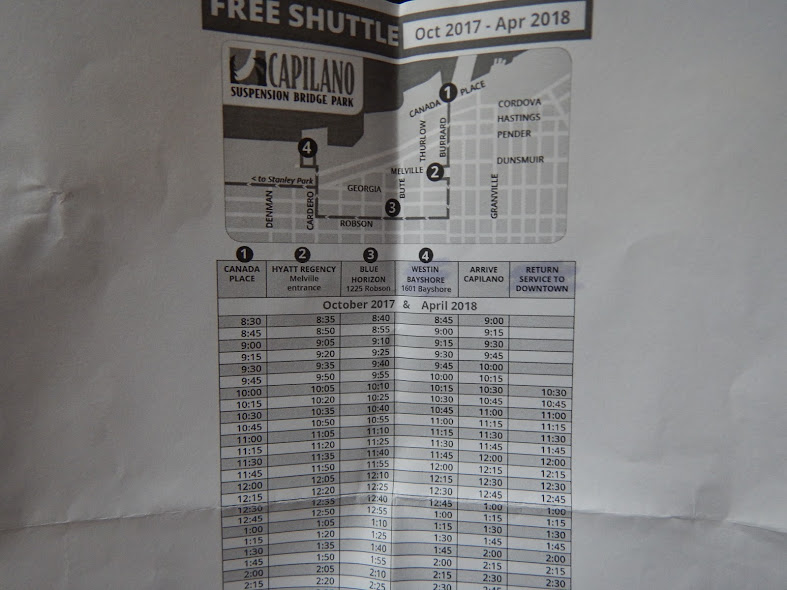 FREE SHUTTLE Oct 2017 - Apr 2018
CAPILANO
SUSPENSION BRIDGE PARK
1
CANADA PLACE
CORDOVA
HASTINGS
PENDER
DUNSMUIR
THURLOW
BURRARD
4
MELVILLE 2
< to Stanley Park
GEORGIA
BUTE
GRANVILLE
DENMAN
CARDERO
3
ROBSON
1 2 3 4
CANADA PLACE
HYATT REGENCY
Melville entrance
BLUE HORIZON
1225 Robson
WESTIN BAYSHORE
1601 Bayshore
ARRIVE CAPILANO
RETURN SERVICE TO DOWNTOWN
October 2017 & April 2018
8:30 8:35 8:40 8:45 9:00
8:45 8:50 8:55 9:00 9:15
9:00 9:05 9:10 9:15 9:30
9:15 9:20 9:25 9:30 9:45
9:30 9:35 9:40 9:45 10:00
9:45 9:50 9:55 10:00 10:15
10:00 10:05 10:10 10:15 10:30 10:30
10:15 10:20 10:25 10:30 10:45 10:45
10:30 10:35 10:40 10:45 11:00 11:00
10:45 10:50 10:55 11:00 11:15 11:15
11:00 11:05 11:10 11:15 11:30 11:30
11:15 11:20 11:25 11:30 11:45 11:45
11:30 11:35 11:40 11:45 12:00 12:00
11:45 11:50 11:55 12:00 12:15 12:15
12:00 12:05 12:10 12:15 12:30 12:30
12:15 12:20 12:25 12:30 12:45 12:45
12:30 12:35 12:40 12:45 1:00 1:00
12:45 12:50 12:55 1:00 1:15 1:15
1:00 1:05 1:10 1:15 1:30 1:30
1:15 1:20 1:25 1:30 1:45 1:45
1:30 1:35 1:40 1:45 2:00 2:00
1:45 1:50 1:55 2:00 2:15 2:15
2:00 2:05 2:10 2:15 2:30 2:30
2:15 2:20 2:25 2:30